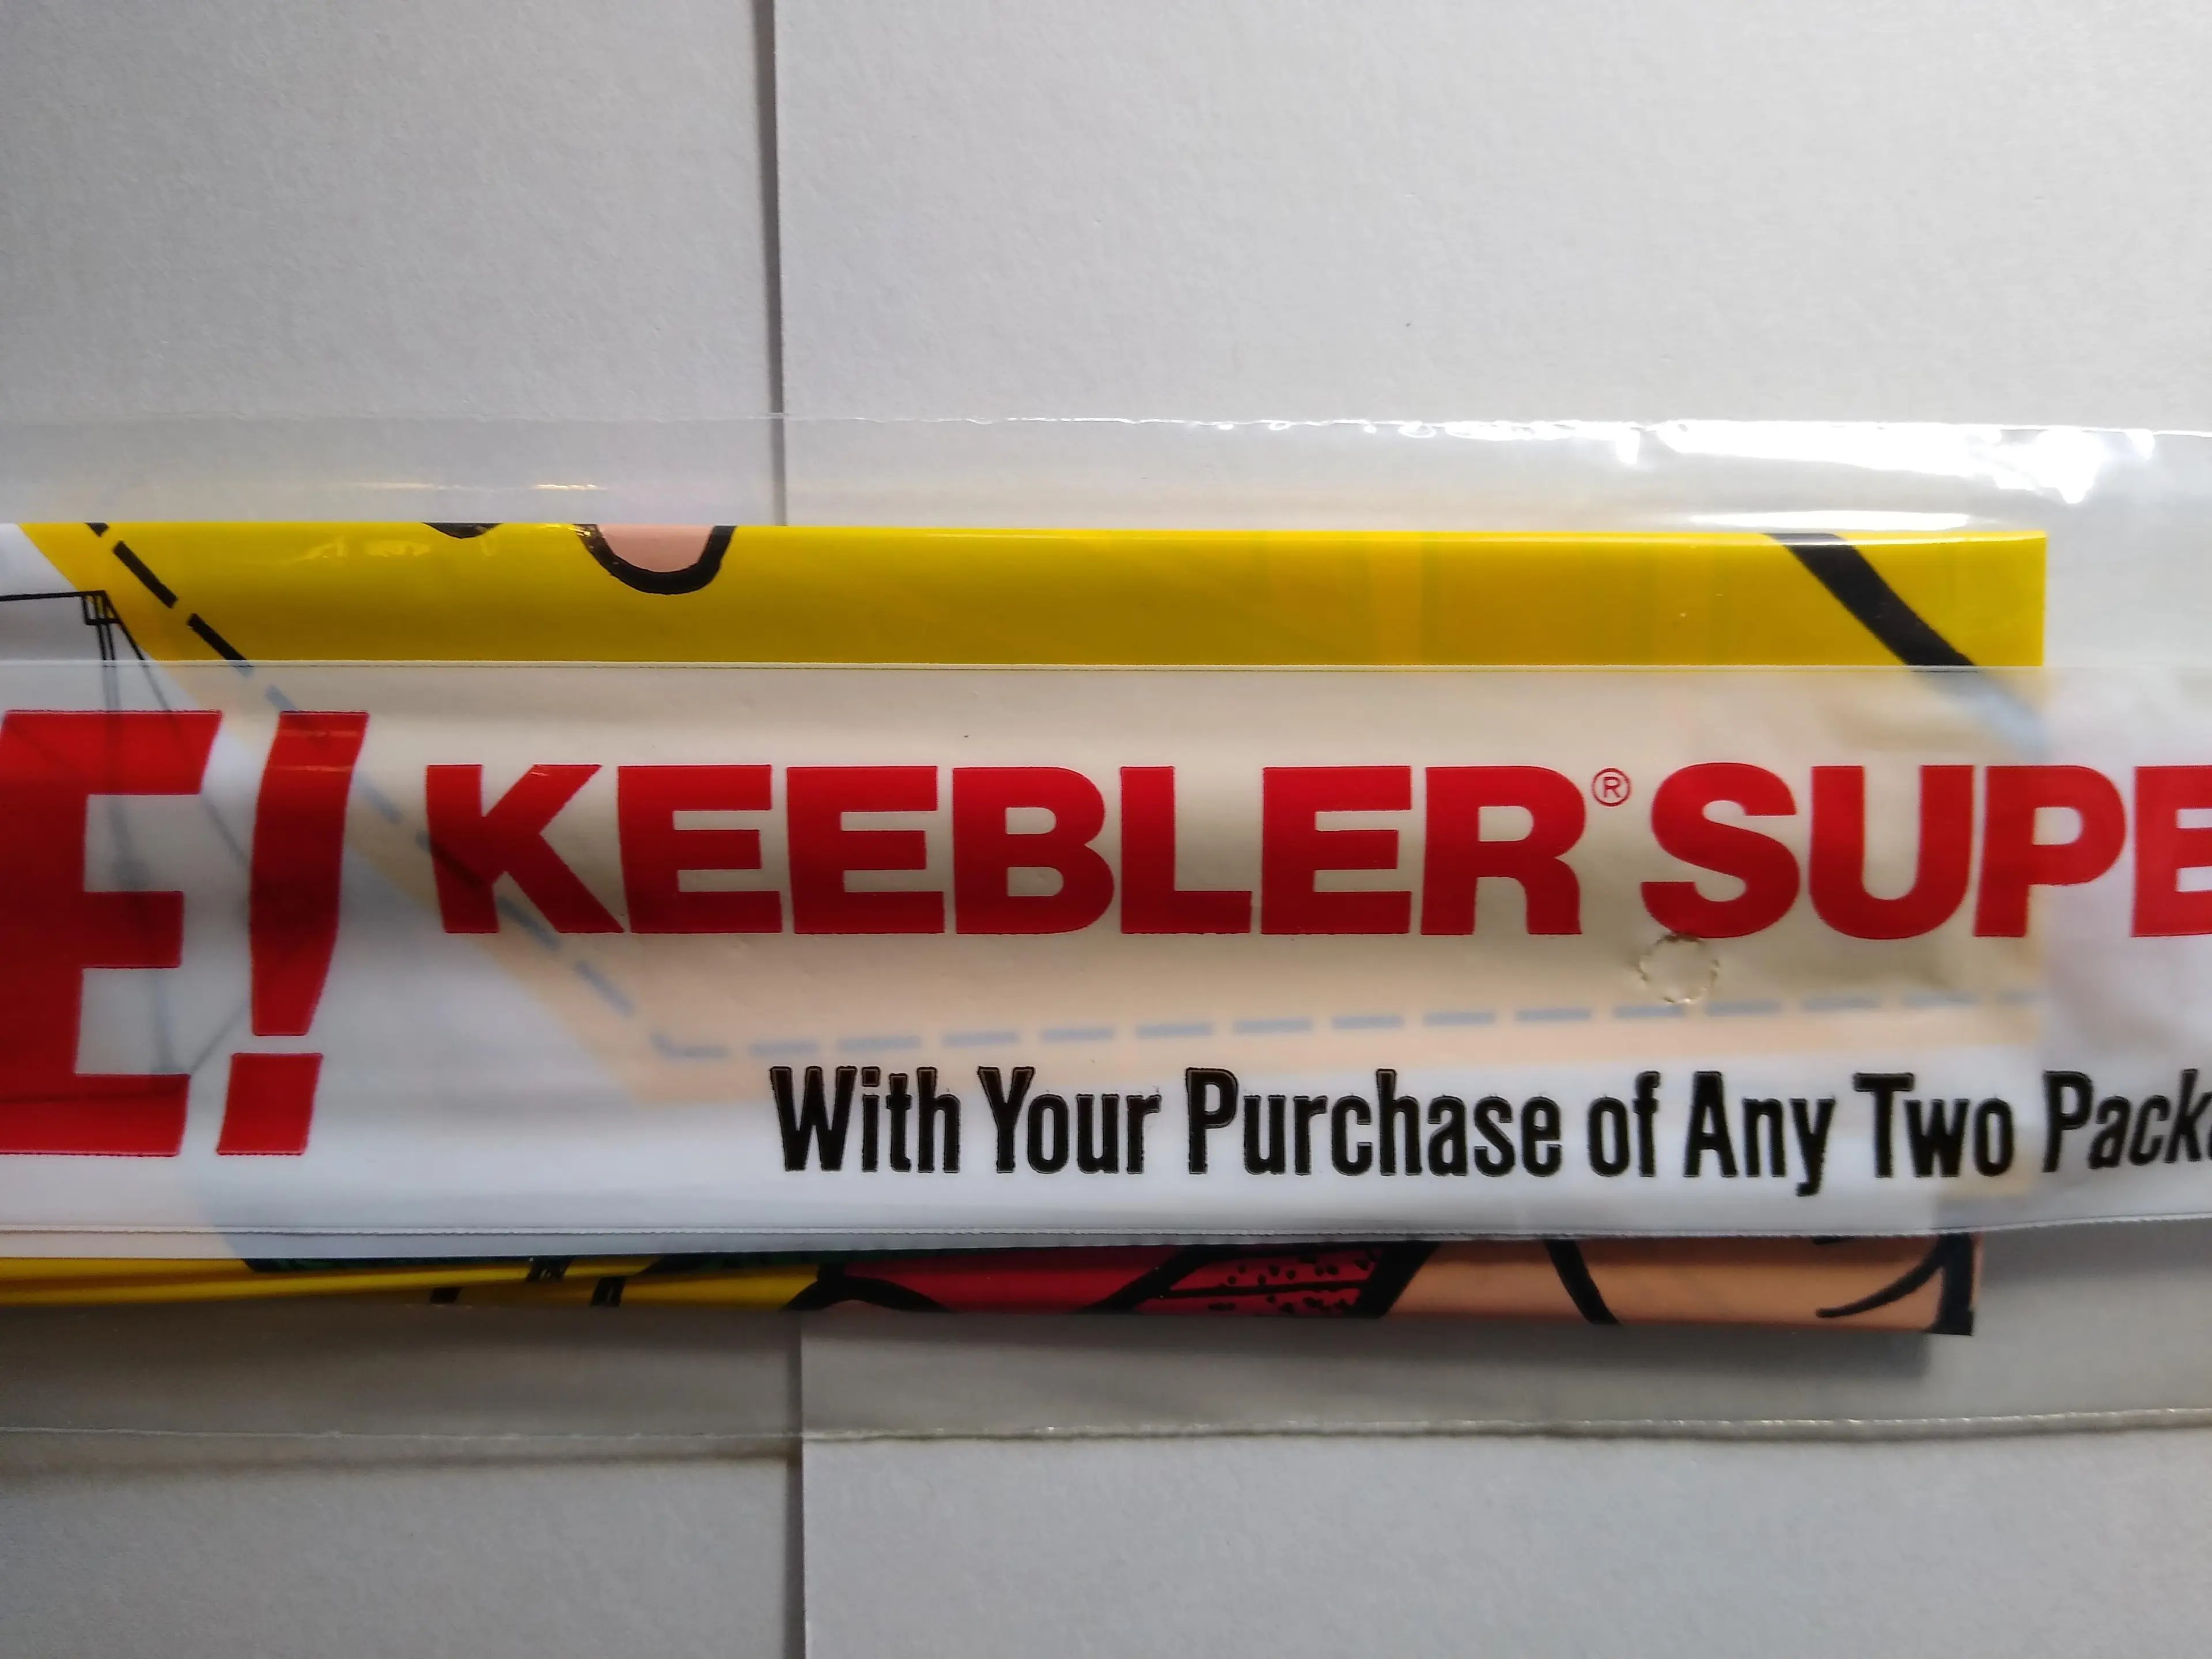 E! KEEBLER® SUPE
With Your Purchase of Any Two Pack